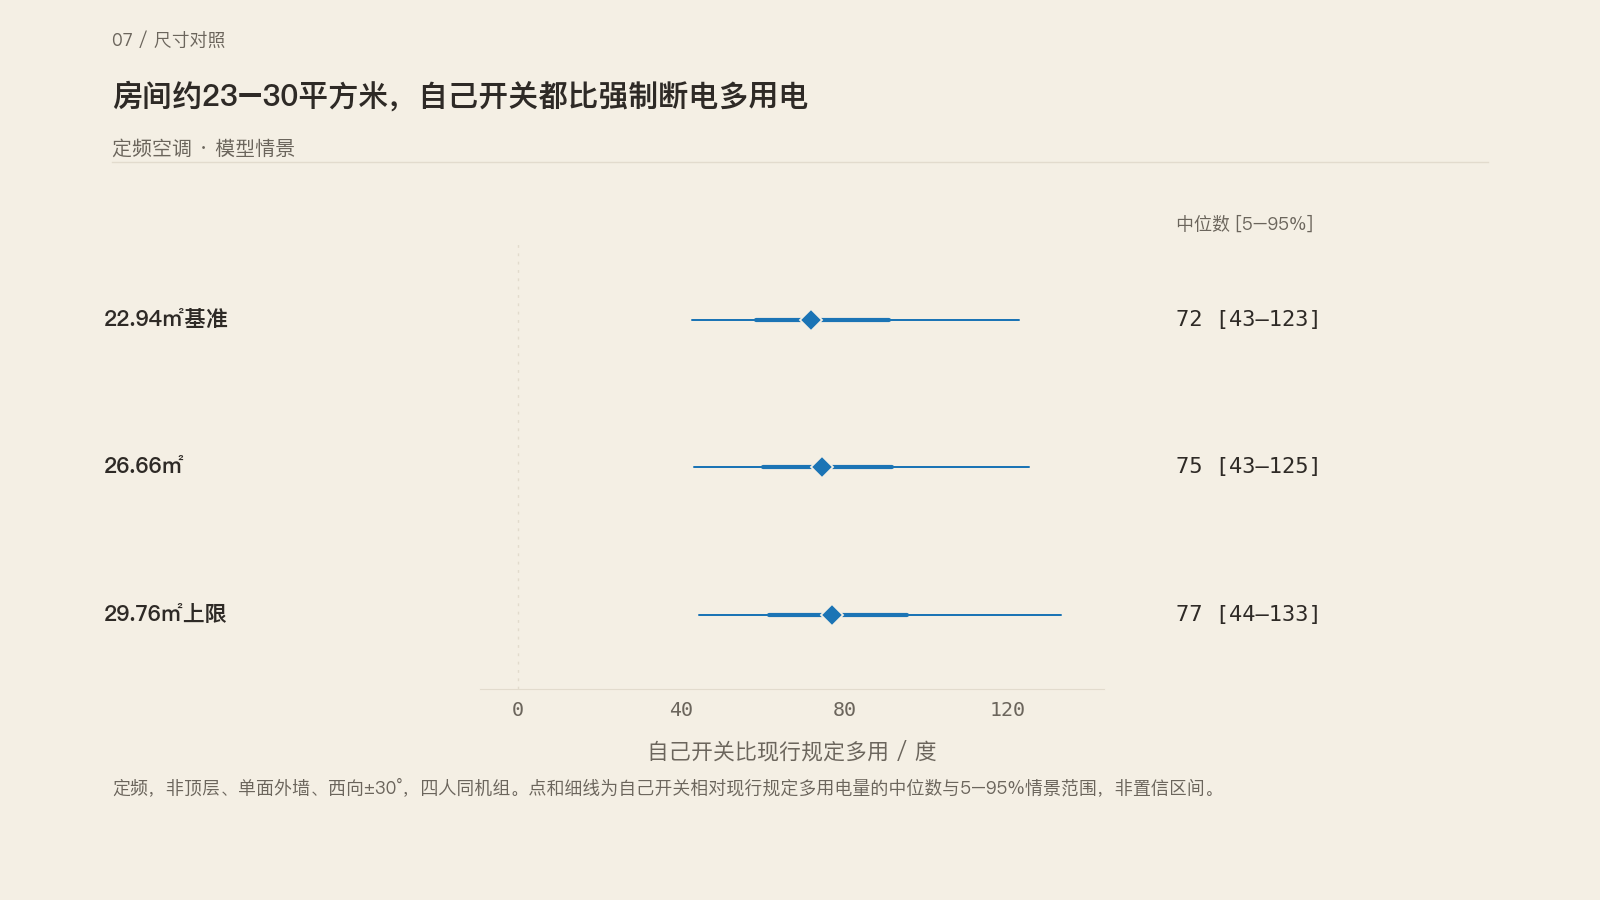 07 / 尺寸对照
房间约23—30平方米，自己开关都比强制断电多用电
定频空调 · 模型情景
中位数 [5—95%]
22.94㎡基准
72 [43—123]
26.66㎡
75 [43—125]
29.76㎡上限
77 [44—133]
0 40 80 120
自己开关比现行规定多用 / 度
定频，非顶层、单面外墙、西向±30°，四人同机组。点和细线为自己开关相对现行规定多用电量的中位数与5—95%情景范围，非置信区间。